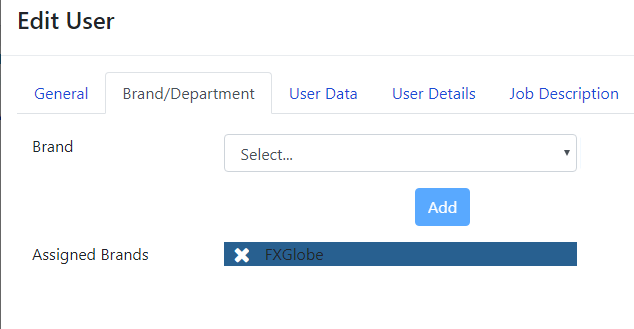 Edit User
General Brand/Department User Data User Details Job Description
Brand Select...
Add
Assigned Brands FXGlobe